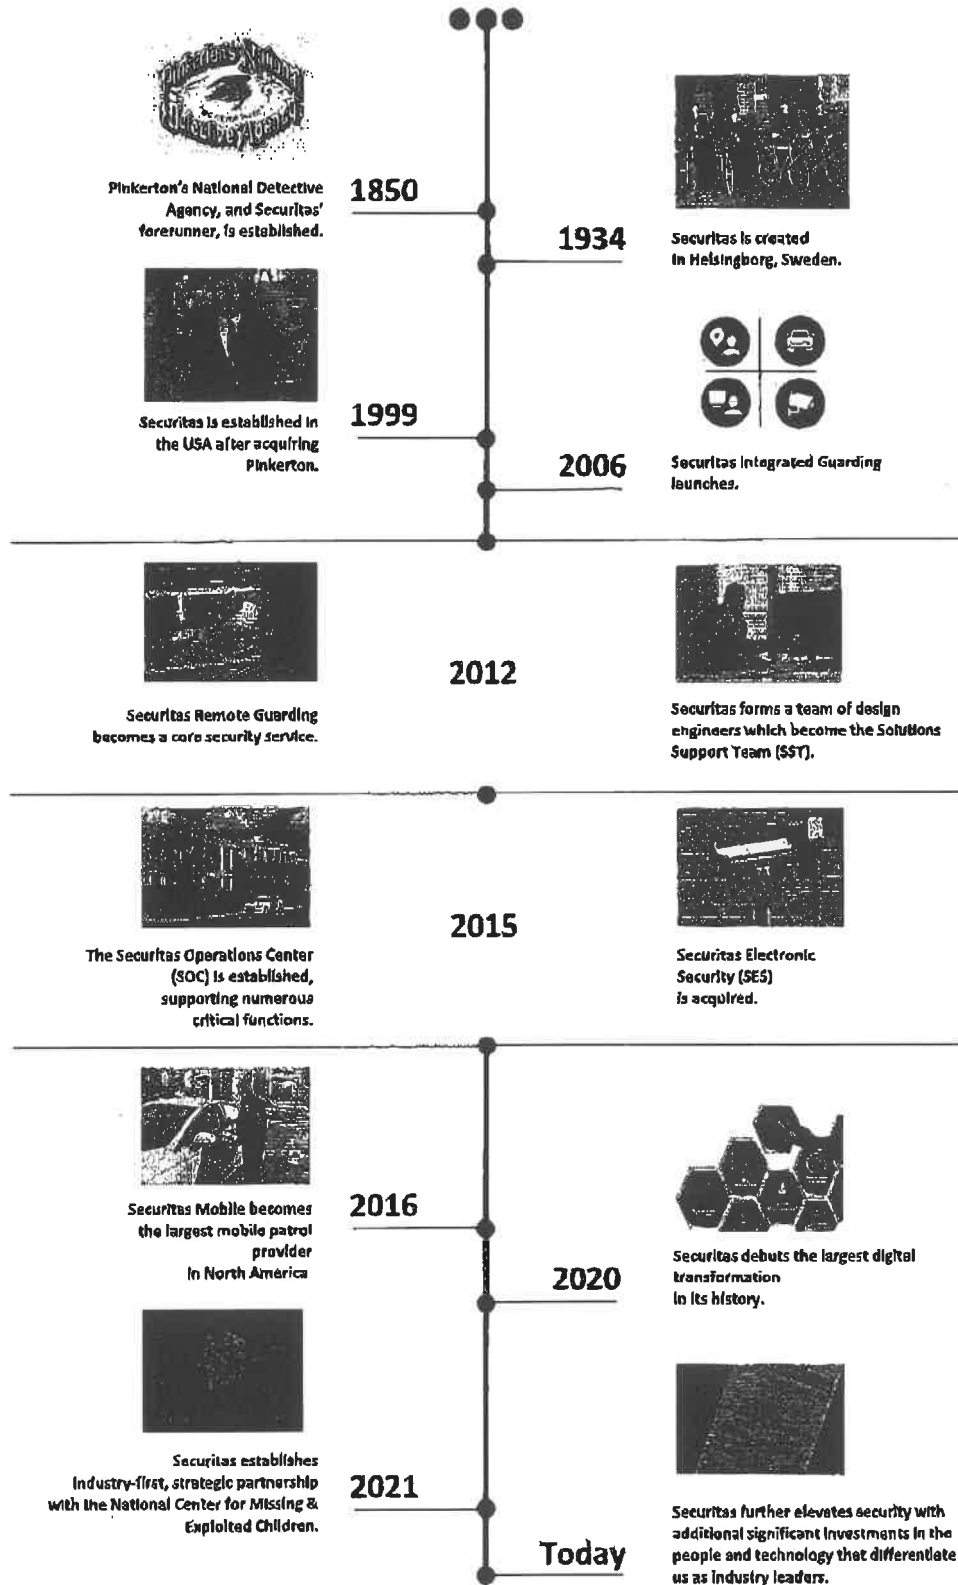 Pinkerton's National
Detective Agency
Pinkerton's National Detective
Agency, and Securitas'
forerunner, is established.
1850
1934
Securitas is created
in Helsingborg, Sweden.
Securitas is established in
the USA after acquiring
Pinkerton.
1999
2006
Securitas Integrated Guarding
launches.
2012
Securitas Remote Guarding
becomes a core security service.
Securitas forms a team of design
engineers which become the Solutions
Support Team (SST).
2015
The Securitas Operations Center
(SOC) is established,
supporting numerous
critical functions.
Securitas Electronic
Security (SES)
is acquired.
Securitas Mobile becomes
the largest mobile patrol
provider
in North America
2016
2020
Securitas debuts the largest digital
transformation
in its history.
Securitas establishes
industry-first, strategic partnership
with the National Center for Missing &
Exploited Children.
2021
Today
Securitas further elevates security with
additional significant investments in the
people and technology that differentiate
us as industry leaders.